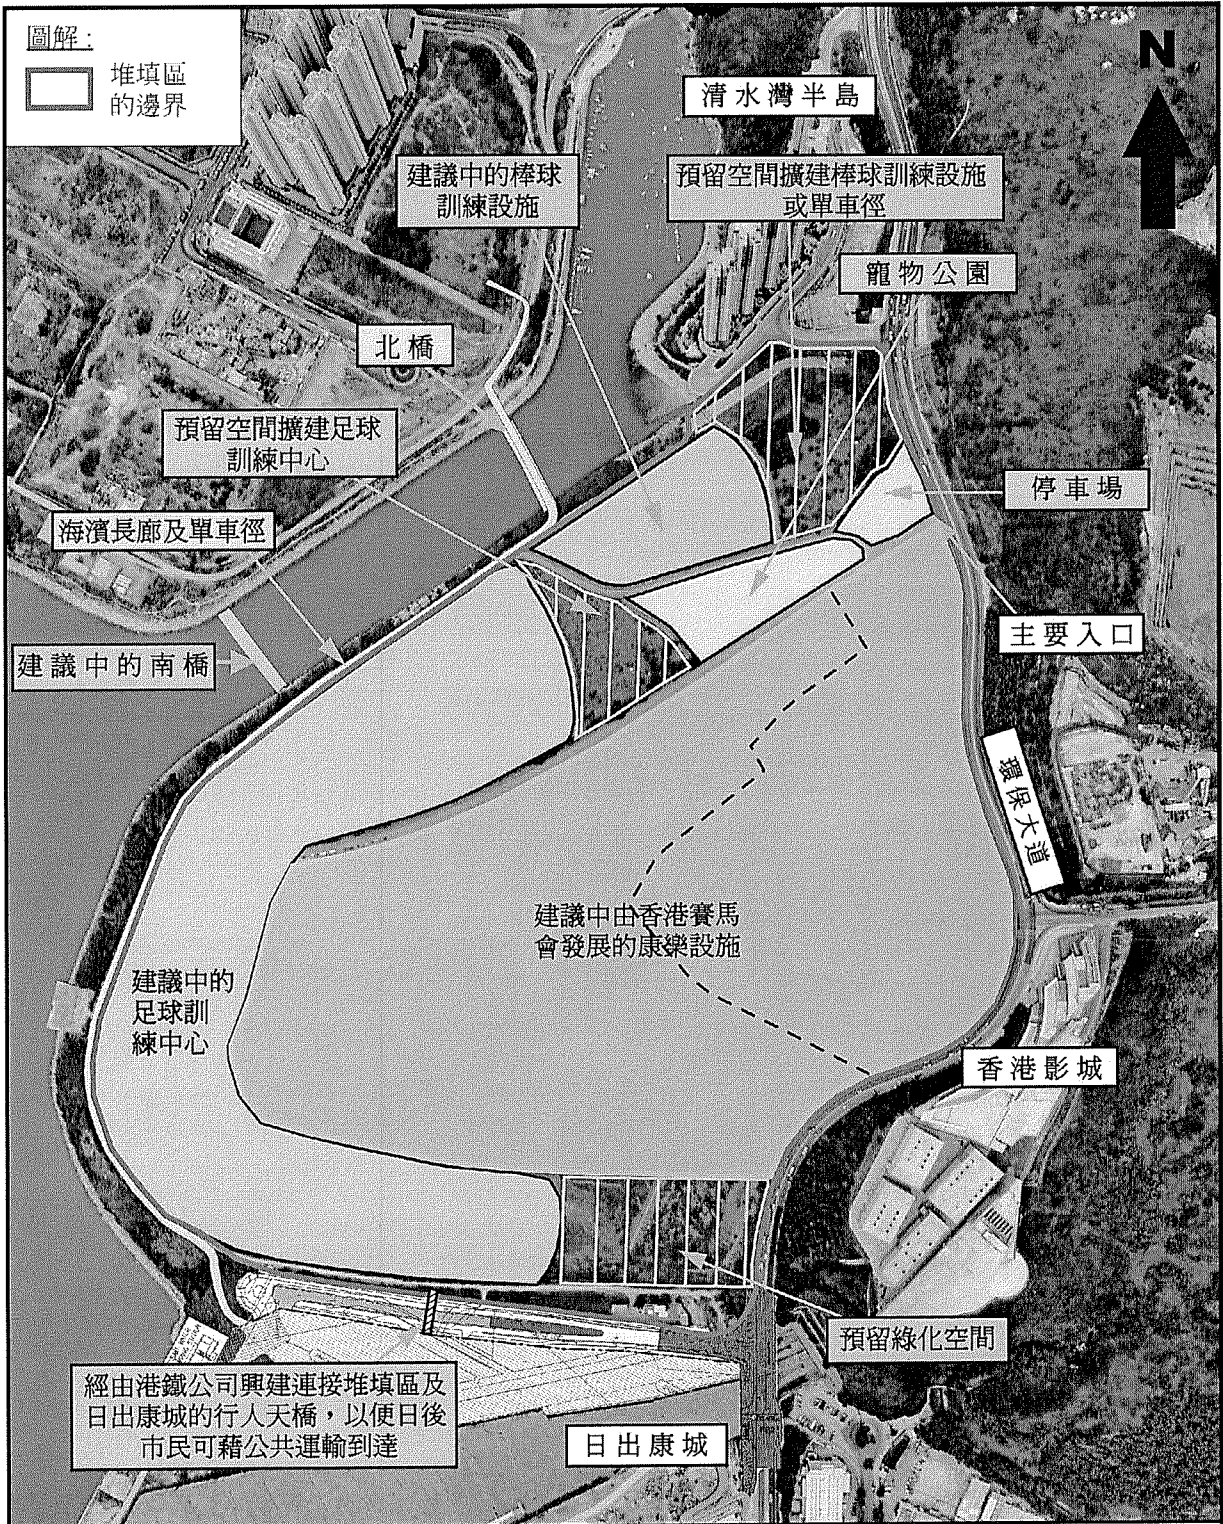 圖解:
堆填區
的邊界
N
清水灣半島
建議中的棒球
訓練設施
預留空間擴建棒球訓練設施
或單車徑
寵物公園
北橋
預留空間擴建足球
訓練中心
停車場
海濱長廊及單車徑
主要入口
建議中的南橋
環保大道
建議中由香港賽馬
會發展的康樂設施
建議中的
足球訓
練中心
香港影城
預留綠化空間
經由港鐵公司興建連接堆填區及
日出康城的行人天橋，以便日後
市民可藉公共運輸到達
日出康城